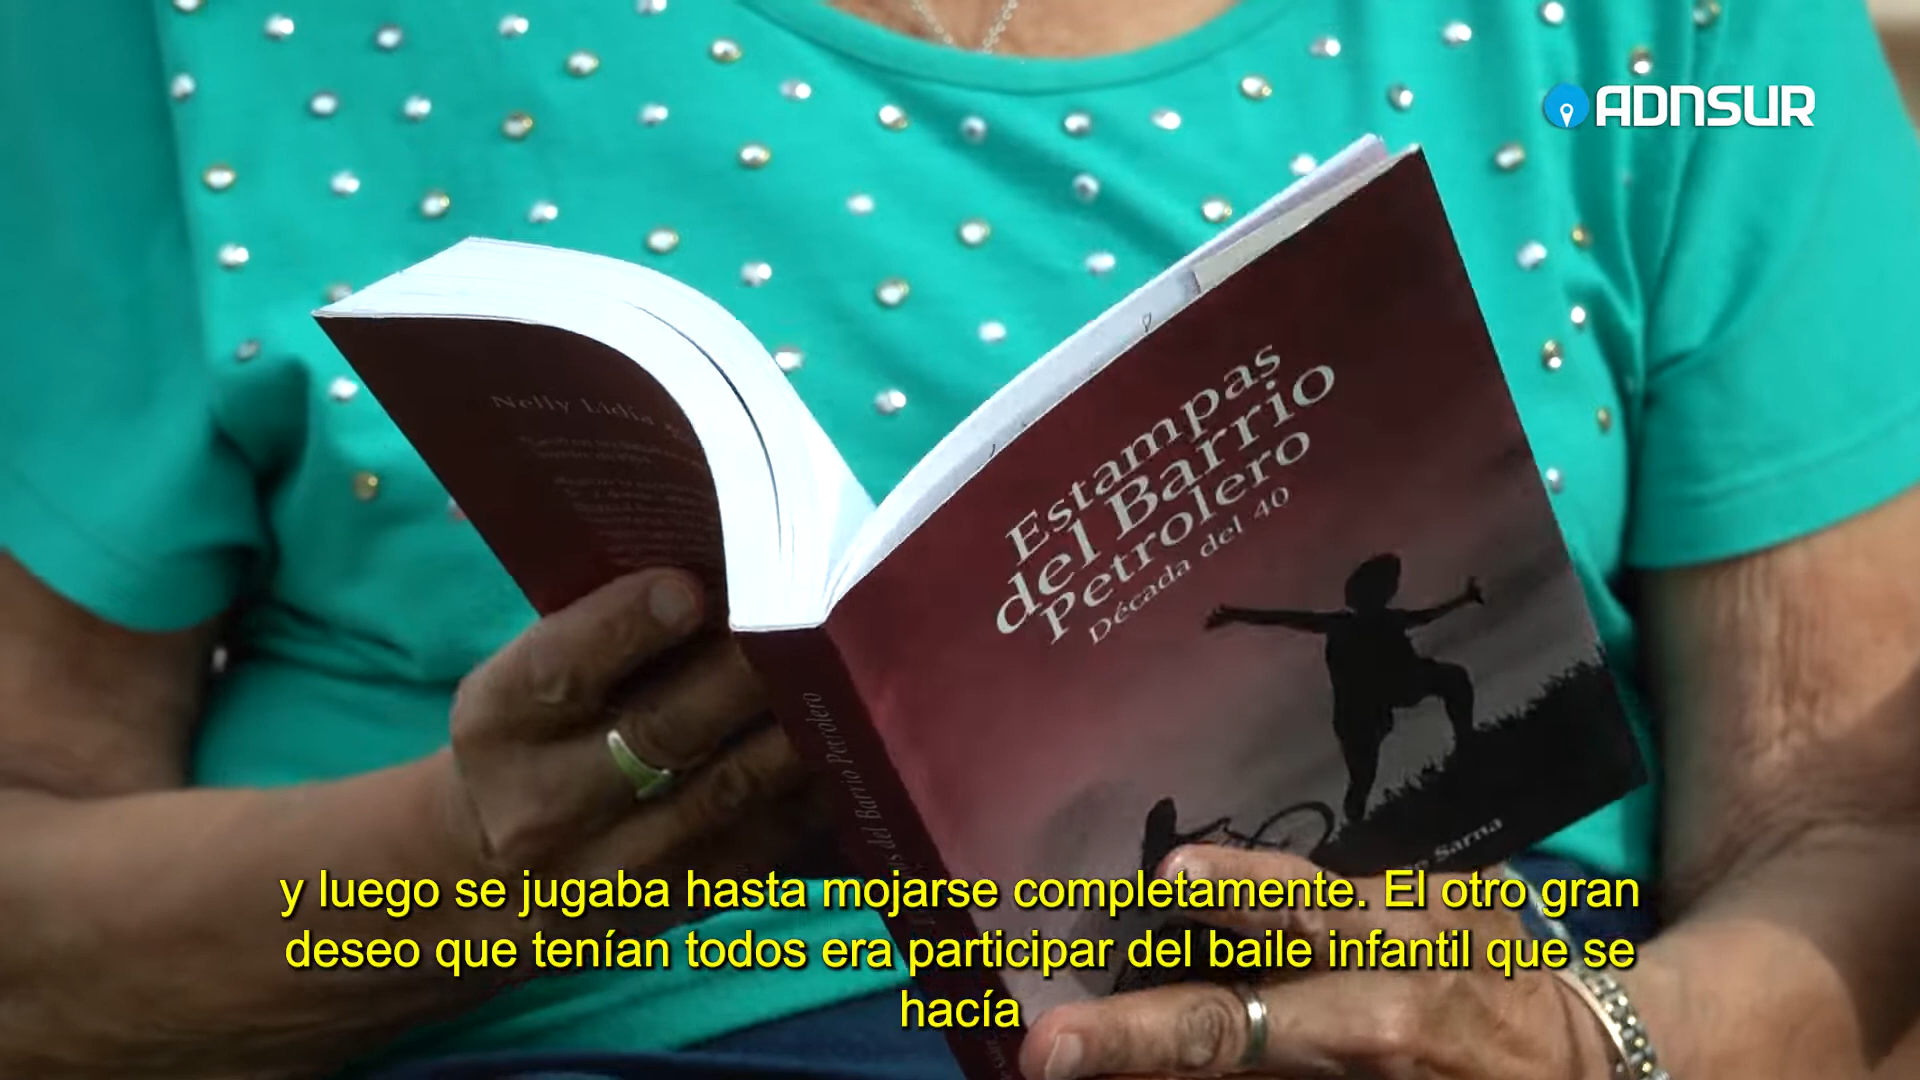 ADNSUR
Nelly Lidia
Estampas
del Barrio
Petrolero
Década del 40
del Barrio Petrolero
Sarna
y luego se jugaba hasta mojarse completamente. El otro gran
deseo que tenían todos era participar del baile infantil que se
hacía